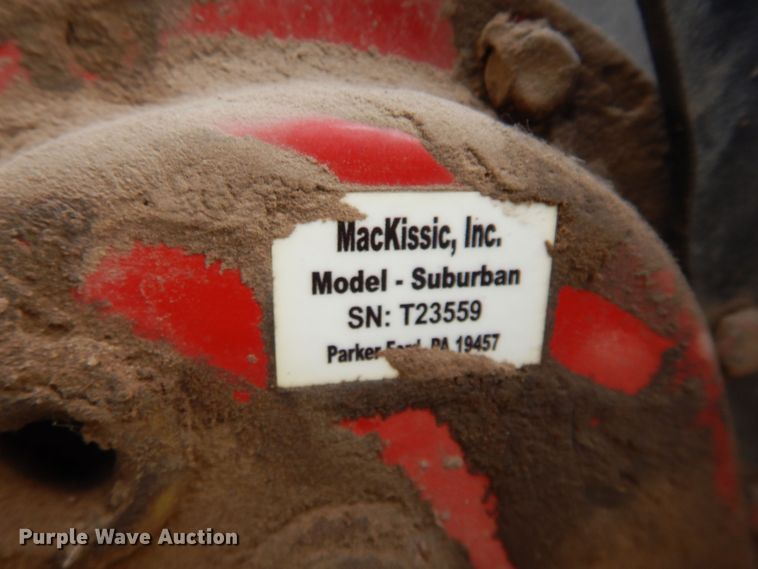 MacKissic, Inc.
Model - Suburban
SN: T23559
Parker Ford, PA 19457
Purple Wave Auction®